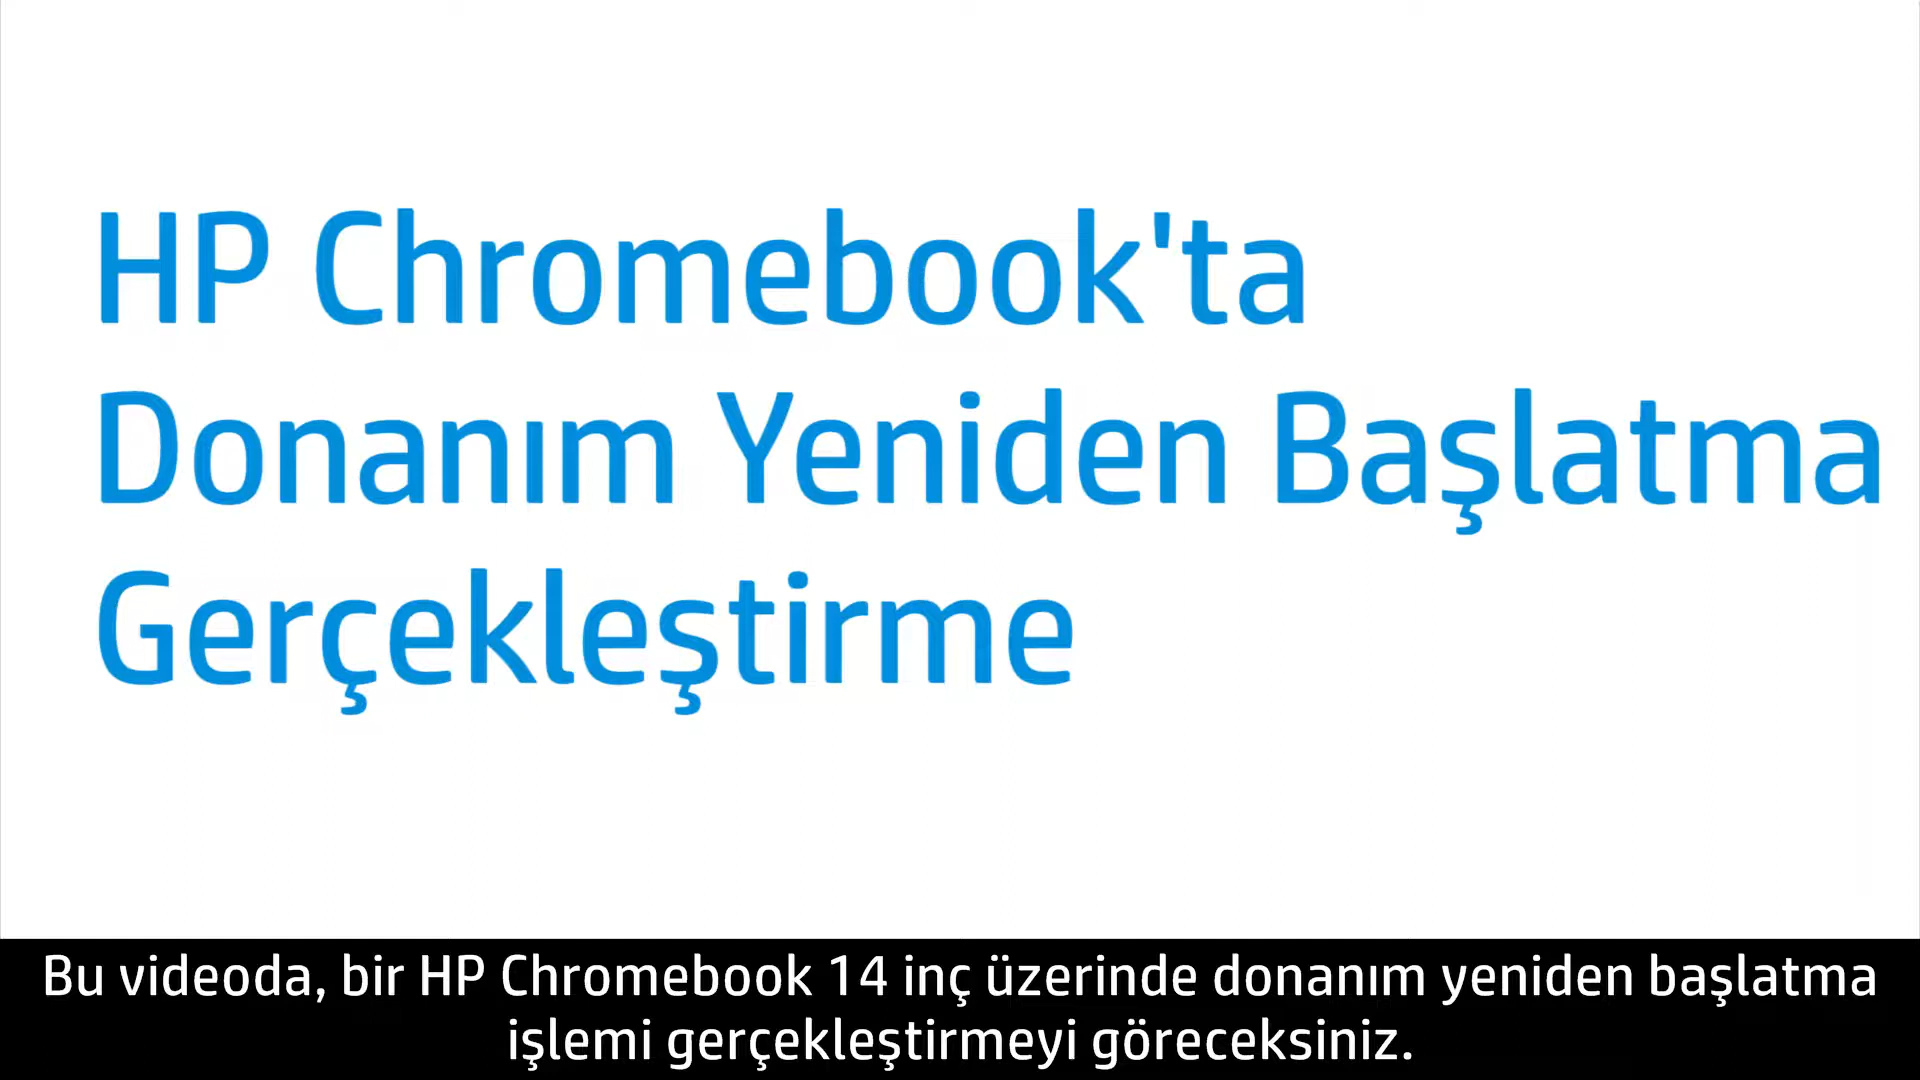 HP Chromebook'ta
Donanım Yeniden Başlatma
Gerçekleştirme
Bu videoda, bir HP Chromebook 14 inç üzerinde donanım yeniden başlatma
işlemi gerçekleştirmeyi göreceksiniz.